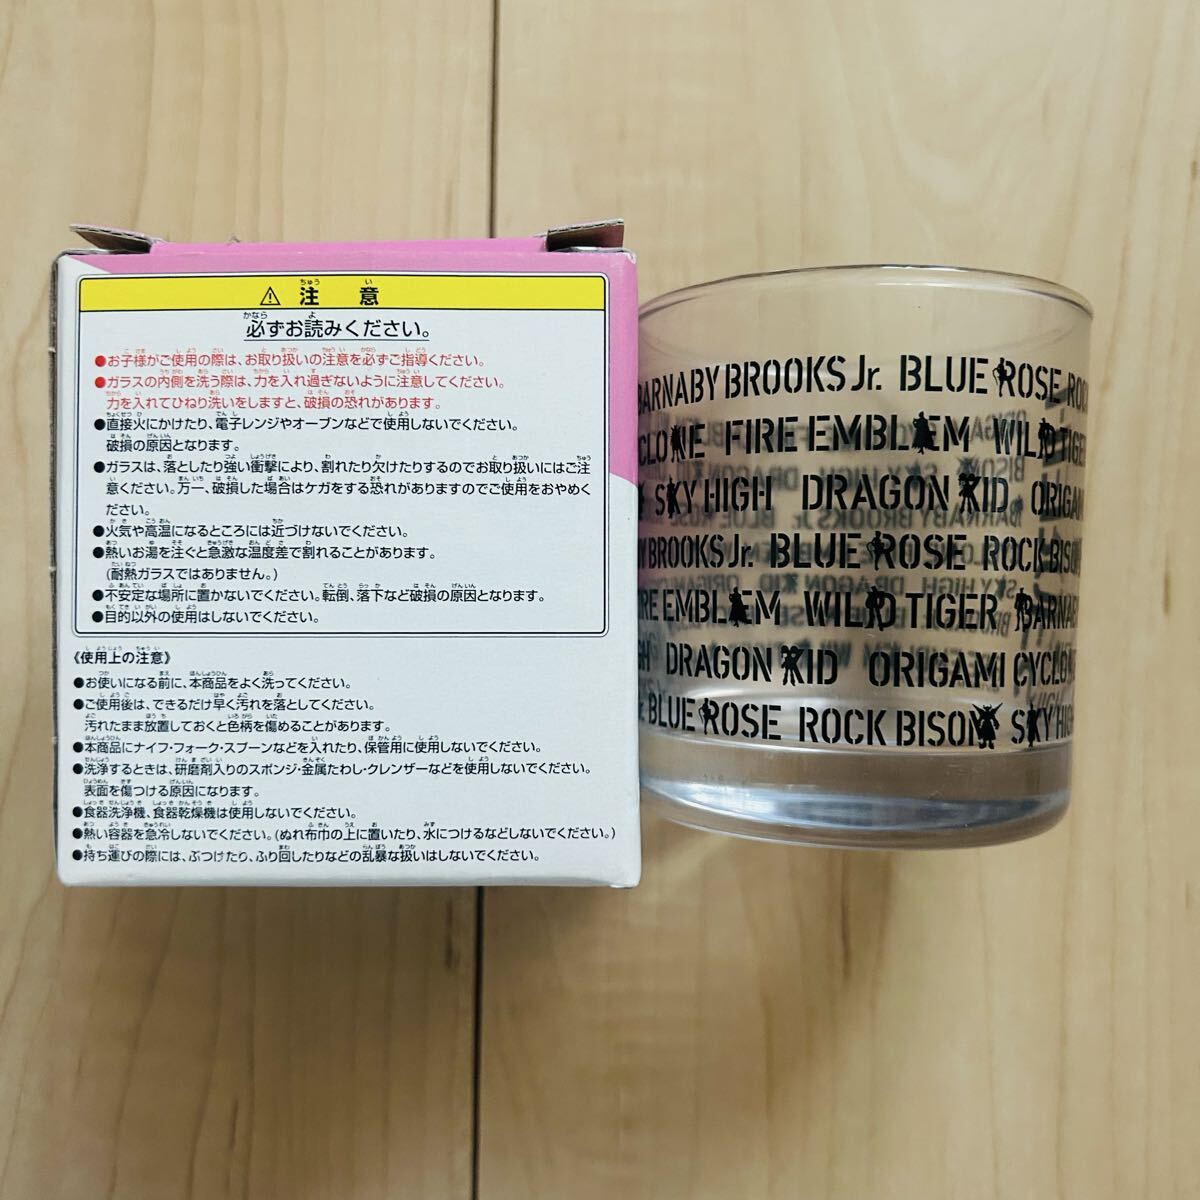 ⚠ 注意
必ずお読みください。
●お子様がご使用の際は、お取り扱いの注意を必ずご指導ください。
●ガラスの内側を洗う際は、力を入れ過ぎないように注意してください。
力を入れてひねり洗いをしますと、破損の恐れがあります。
●直接火にかけたり、電子レンジやオーブンなどで使用しないでください。
破損の原因となります。
●ガラスは、落としたり強い衝撃により、割れたり欠けたりするのでお取り扱いにはご注
意ください。万一、破損した場合はケガをする恐れがありますのでご使用をおやめく
ださい。
●火気や高温になるところには近づけないでください。
●熱いお湯を注ぐと急激な温度差で割れることがあります。
(耐熱ガラスではありません。)
●不安定な場所に置かないでください。転倒、落下など破損の原因となります。
●目的以外の使用はしないでください。
《使用上の注意》
●お使いになる前に、本商品をよく洗ってください。
●ご使用後は、できるだけ早く汚れを落としてください。
汚れたまま放置しておくと色柄を傷めることがあります。
●本商品にナイフ・フォーク・スプーンなどを入れたり、保管用に使用しないでください。
●洗浄するときは、研磨剤入りのスポンジ・金属たわし・クレンザーなどを使用しないでください。
表面を傷つける原因になります。
●食器洗浄機、食器乾燥機は使用しないでください。
●熱い容器を急冷しないでください。(ぬれ布巾の上に置いたり、水につけるなどしないでください。)
●持ち運びの際には、ぶつけたり、ふり回したりなどの乱暴な扱いはしないでください。
BARNABY BROOKS Jr. BLUE ROSE ROC
CLONE FIRE EMBLEM WILD TIGER
SKY HIGH DRAGON KID ORIGAM
BY BROOKS Jr. BLUE ROSE ROCK BISON
IRE EMBLEM WILD TIGER BARNAB
GH DRAGON KID ORIGAMI CYCLO
BLUE ROSE ROCK BISON SKY HIGH